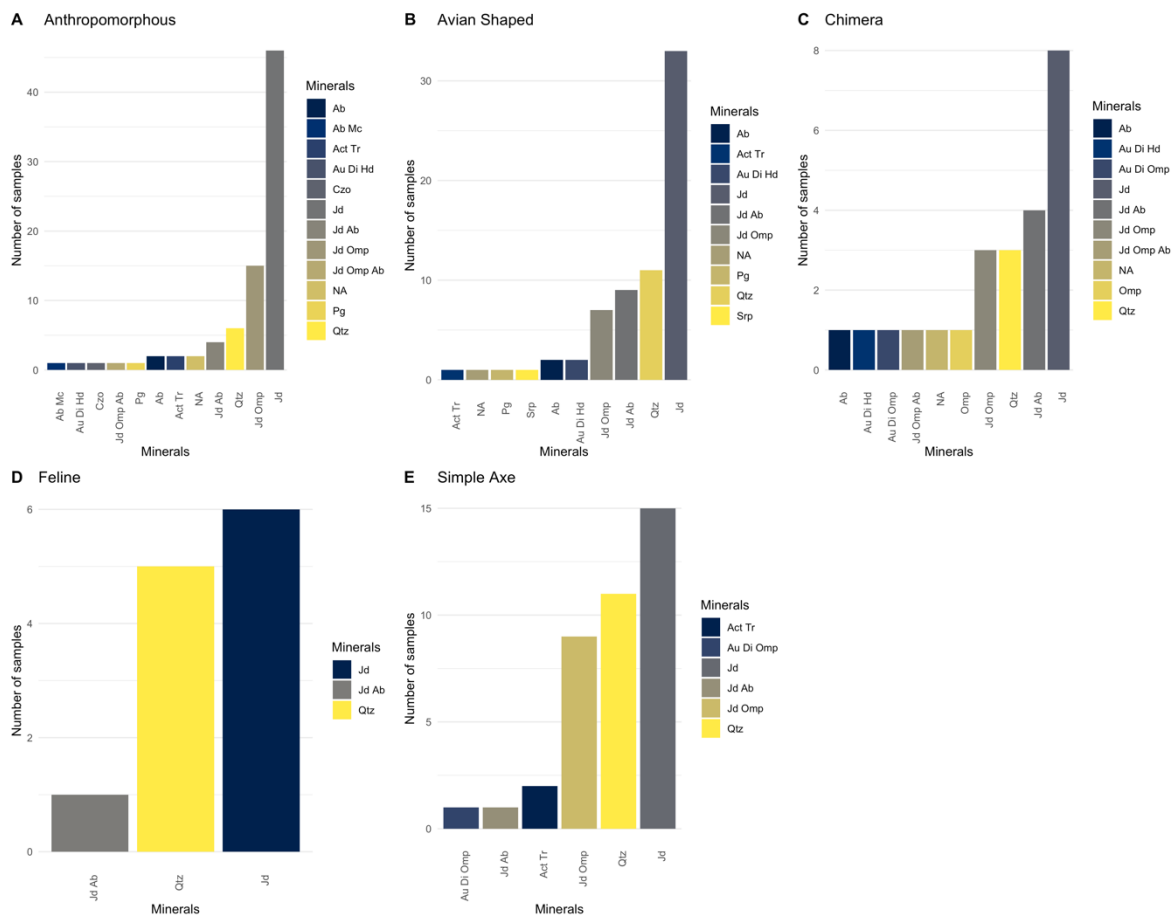 A Anthropomorphous
Number of samples
40
30
20
10
0
Ab Mc
Au Di Hd
Czo
Jd Omp Ab
Pg
Ab
Act Tr
NA
Jd Ab
Qtz
Jd Omp
Jd
Minerals
Minerals
Ab
Ab Mc
Act Tr
Au Di Hd
Czo
Jd
Jd Ab
Jd Omp
Jd Omp Ab
NA
Pg
Qtz
B Avian Shaped
Number of samples
30
20
10
0
Act Tr
NA
Pg
Srp
Ab
Au Di Hd
Jd Omp
Jd Ab
Qtz
Jd
Minerals
Minerals
Ab
Act Tr
Au Di Hd
Jd
Jd Ab
Jd Omp
NA
Pg
Qtz
Srp
C Chimera
Number of samples
8
6
4
2
0
Ab
Au Di Hd
Au Di Omp
Jd Omp Ab
NA
Omp
Jd Omp
Qtz
Jd Ab
Jd
Minerals
Minerals
Ab
Au Di Hd
Au Di Omp
Jd
Jd Ab
Jd Omp
Jd Omp Ab
NA
Omp
Qtz
D Feline
Number of samples
6
4
2
0
Jd Ab
Qtz
Jd
Minerals
Minerals
Jd
Jd Ab
Qtz
E Simple Axe
Number of samples
15
10
5
0
Au Di Omp
Jd Ab
Act Tr
Jd Omp
Qtz
Jd
Minerals
Minerals
Act Tr
Au Di Omp
Jd
Jd Ab
Jd Omp
Qtz